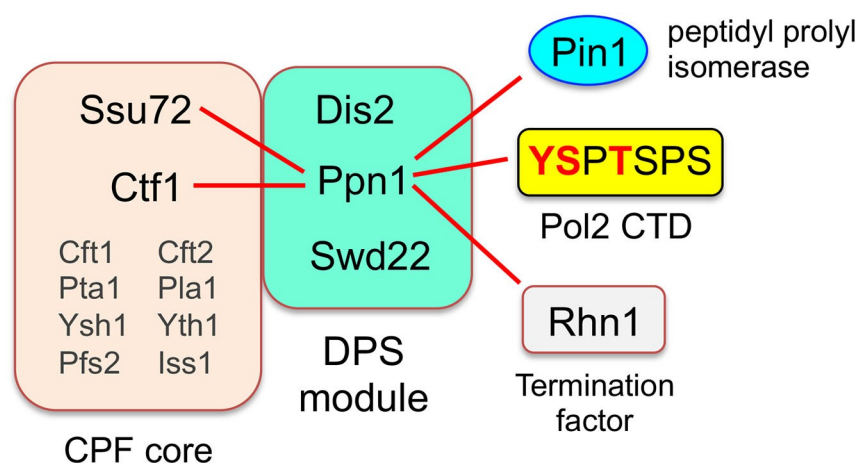 Ssu72
Ctf1
Cft1 Cft2
Pta1 Pla1
Ysh1 Yth1
Pfs2 Iss1
CPF core
Dis2
Ppn1
Swd22
DPS
module
Pin1
peptidyl prolyl
isomerase
YSPTSPS
Pol2 CTD
Rhn1
Termination
factor